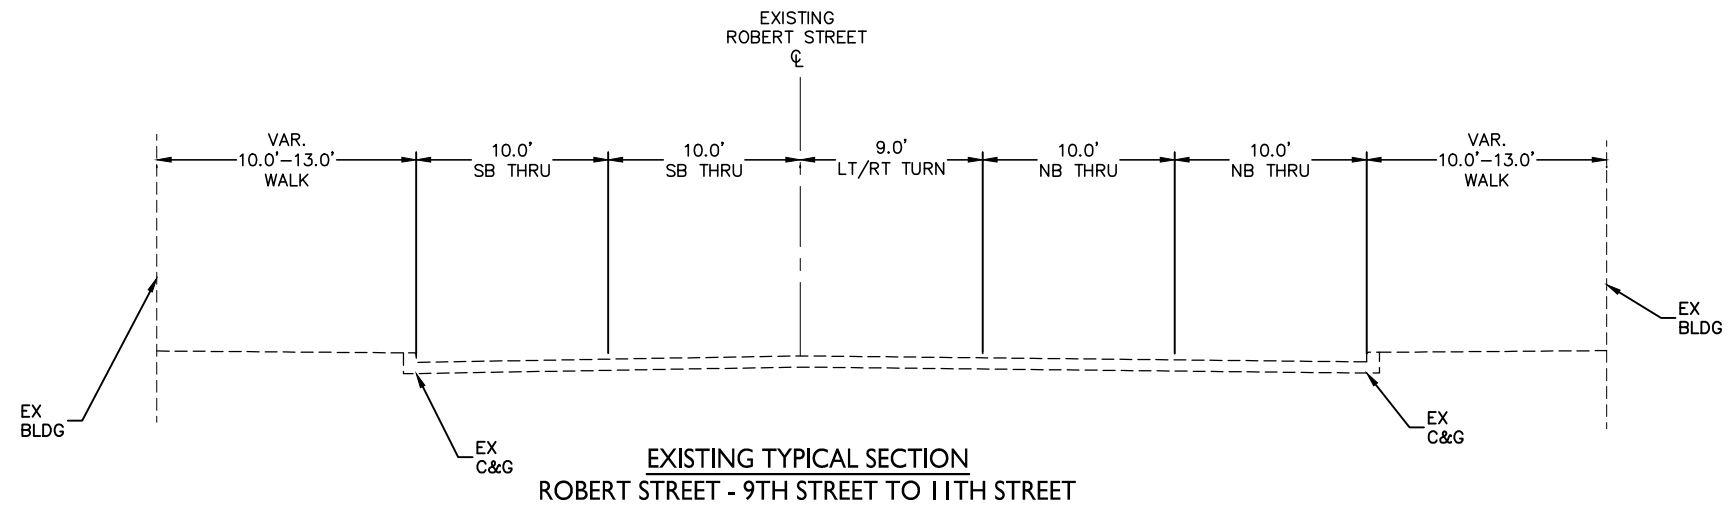 EXISTING
ROBERT STREET
℄
VAR.
10.0'-13.0'
WALK
10.0'
SB THRU
10.0'
SB THRU
9.0'
LT/RT TURN
10.0'
NB THRU
10.0'
NB THRU
VAR.
10.0'-13.0'
WALK
EX
BLDG
EX
BLDG
EX
C&G
EX
C&G
EXISTING TYPICAL SECTION
ROBERT STREET - 9TH STREET TO 11TH STREET